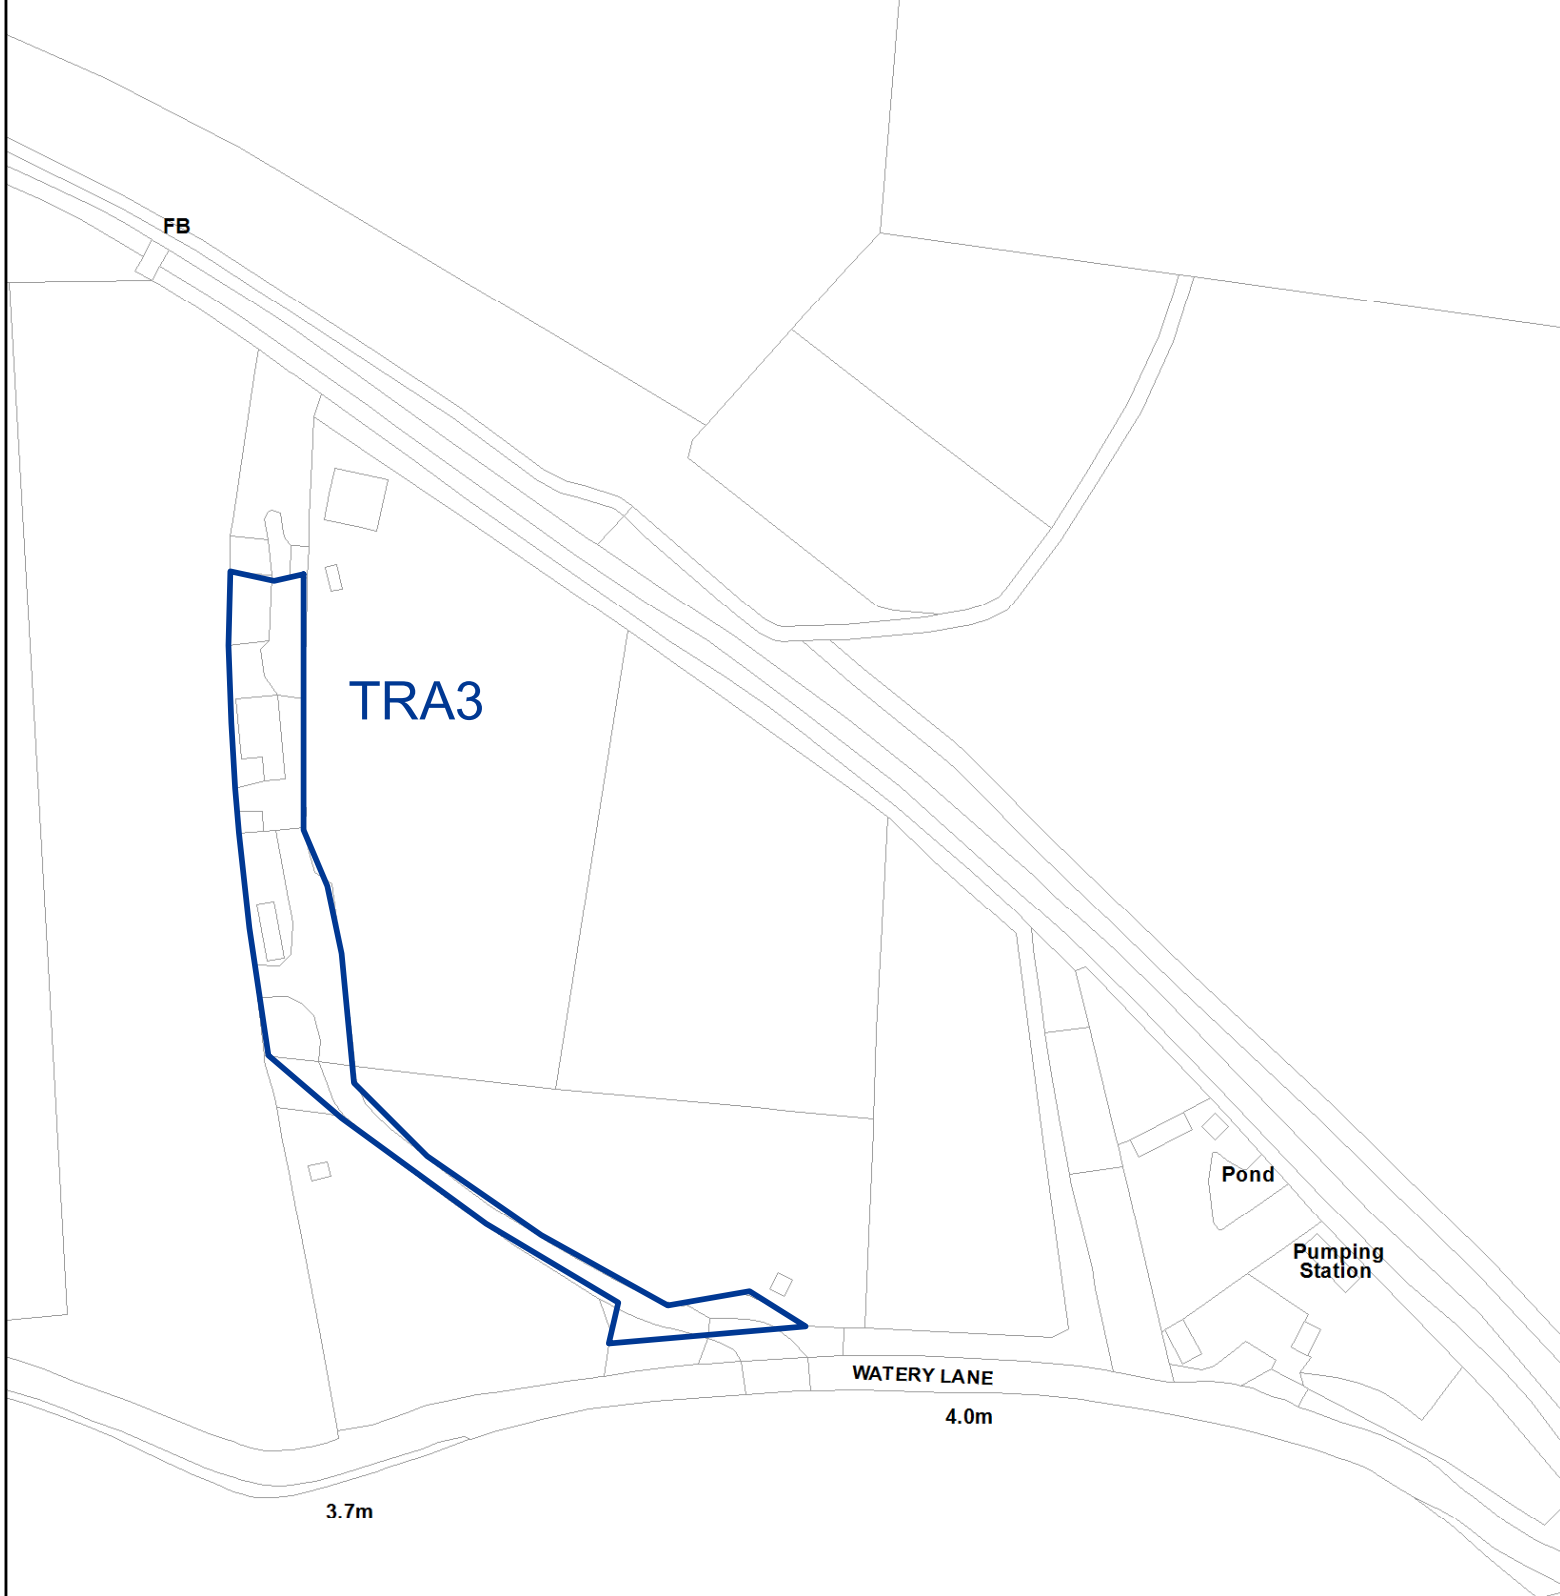 FB
TRA3
Pond
Pumping
Station
WATERY LANE
4.0m
3.7m